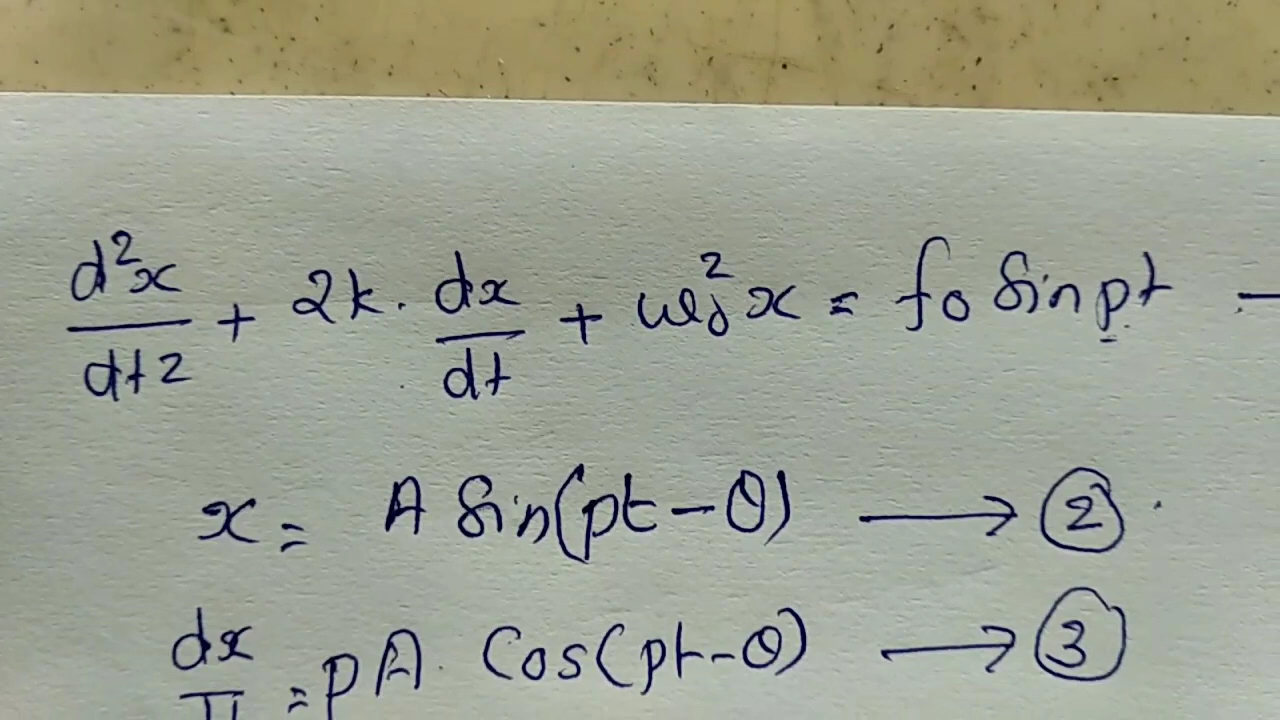 d²x/dt2 + 2k. dx/dt + ω₀²x = fo Sin pt –
x = A Sin(pt – θ) ⟶ ②
dx/dt = pA. Cos(pt – θ) ⟶ ③